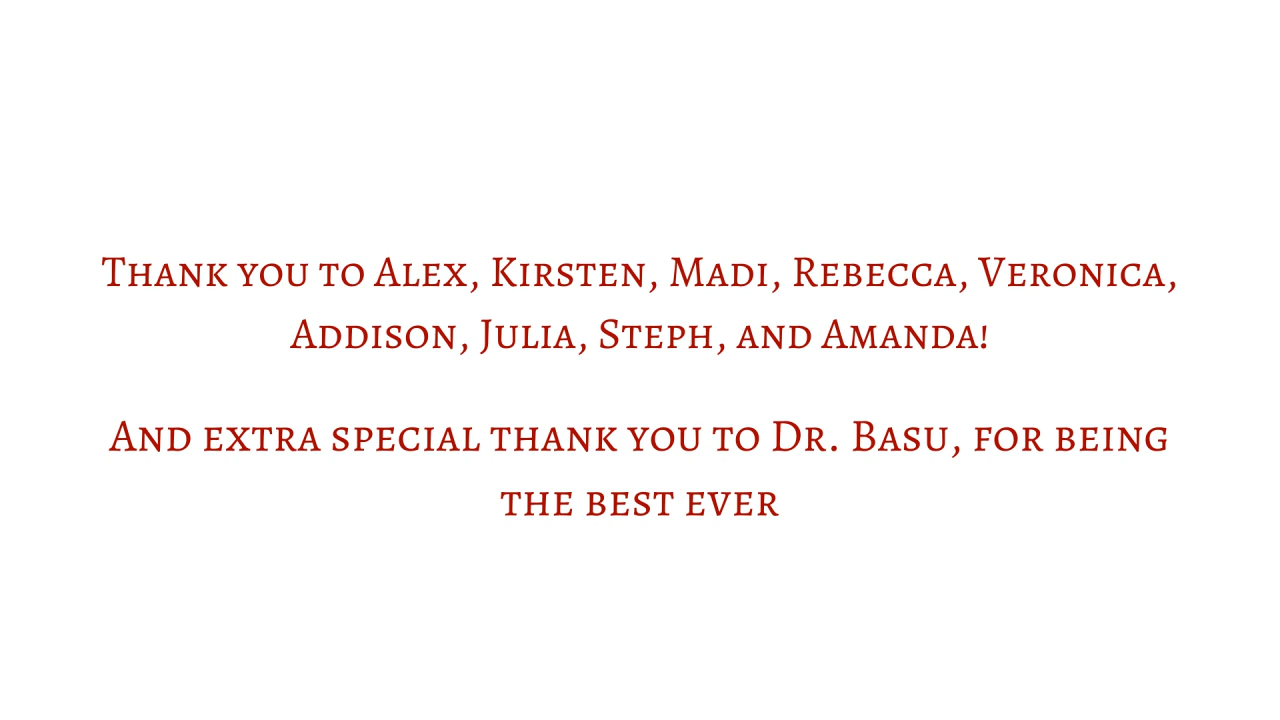 Thank you to Alex, Kirsten, Madi, Rebecca, Veronica,
Addison, Julia, Steph, and Amanda!
And extra special thank you to Dr. Basu, for being
the best ever